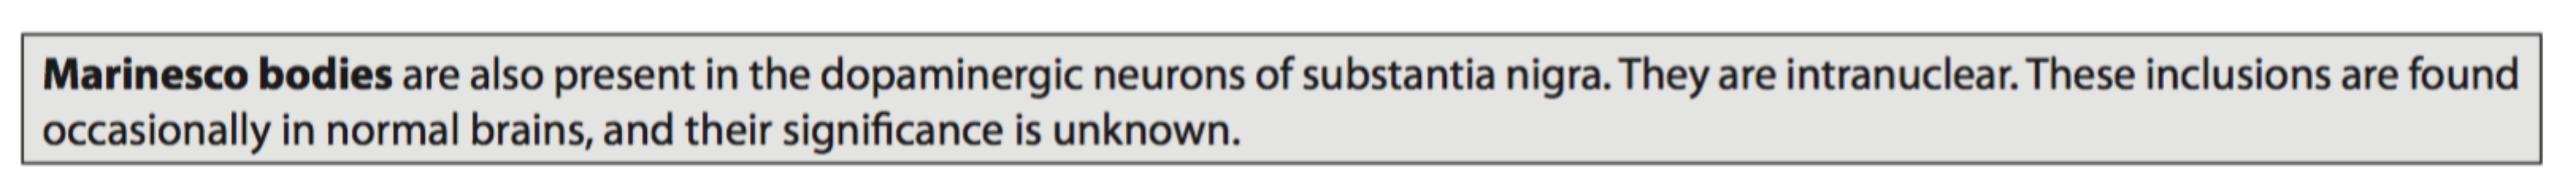 Marinesco bodies are also present in the dopaminergic neurons of substantia nigra. They are intranuclear. These inclusions are found
occasionally in normal brains, and their significance is unknown.